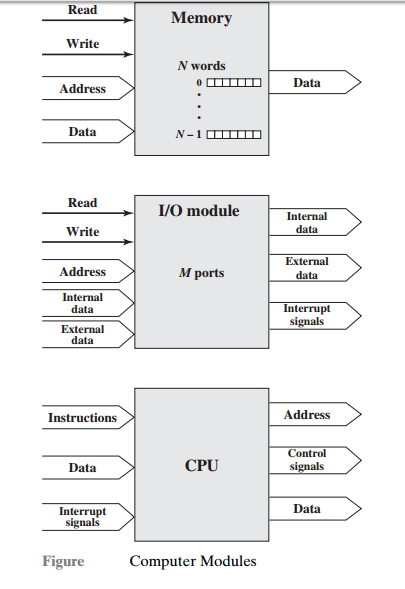 Read
Memory
Write
N words
0
Address
Data
Data
N – 1
Read
I/O module
Internal
data
Write
External
data
Address
M ports
Internal
data
Interrupt
signals
External
data
Instructions
Address
Control
signals
Data
CPU
Data
Interrupt
signals
Figure Computer Modules